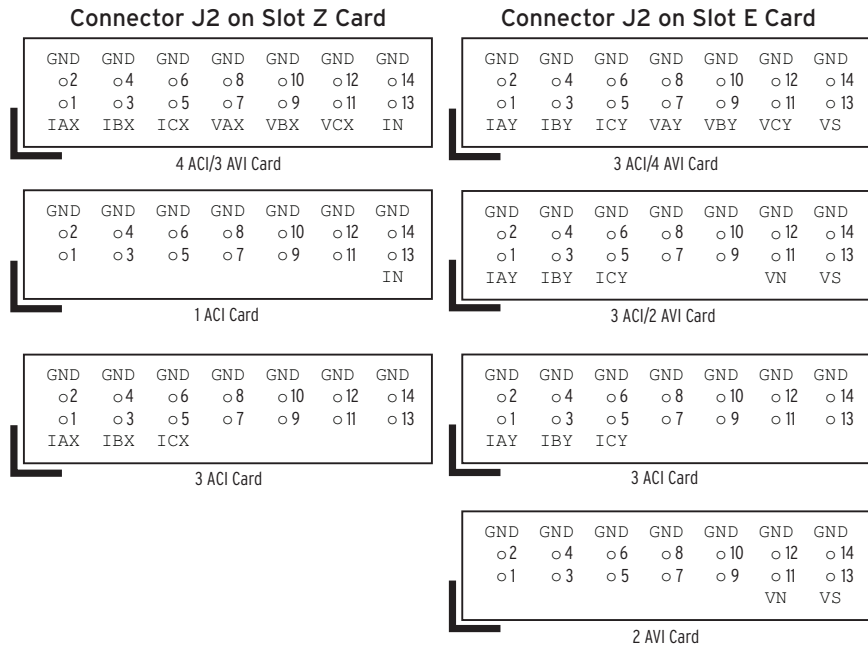 Connector J2 on Slot Z Card
GND GND GND GND GND GND GND
2 4 6 8 10 12 14
1 3 5 7 9 11 13
IAX IBX ICX VAX VBX VCX IN
4 ACI/3 AVI Card
GND GND GND GND GND GND GND
2 4 6 8 10 12 14
1 3 5 7 9 11 13
IN
1 ACI Card
GND GND GND GND GND GND GND
2 4 6 8 10 12 14
1 3 5 7 9 11 13
IAX IBX ICX
3 ACI Card
Connector J2 on Slot E Card
GND GND GND GND GND GND GND
2 4 6 8 10 12 14
1 3 5 7 9 11 13
IAY IBY ICY VAY VBY VCY VS
3 ACI/4 AVI Card
GND GND GND GND GND GND GND
2 4 6 8 10 12 14
1 3 5 7 9 11 13
IAY IBY ICY VN VS
3 ACI/2 AVI Card
GND GND GND GND GND GND GND
2 4 6 8 10 12 14
1 3 5 7 9 11 13
IAY IBY ICY
3 ACI Card
GND GND GND GND GND GND GND
2 4 6 8 10 12 14
1 3 5 7 9 11 13
VN VS
2 AVI Card